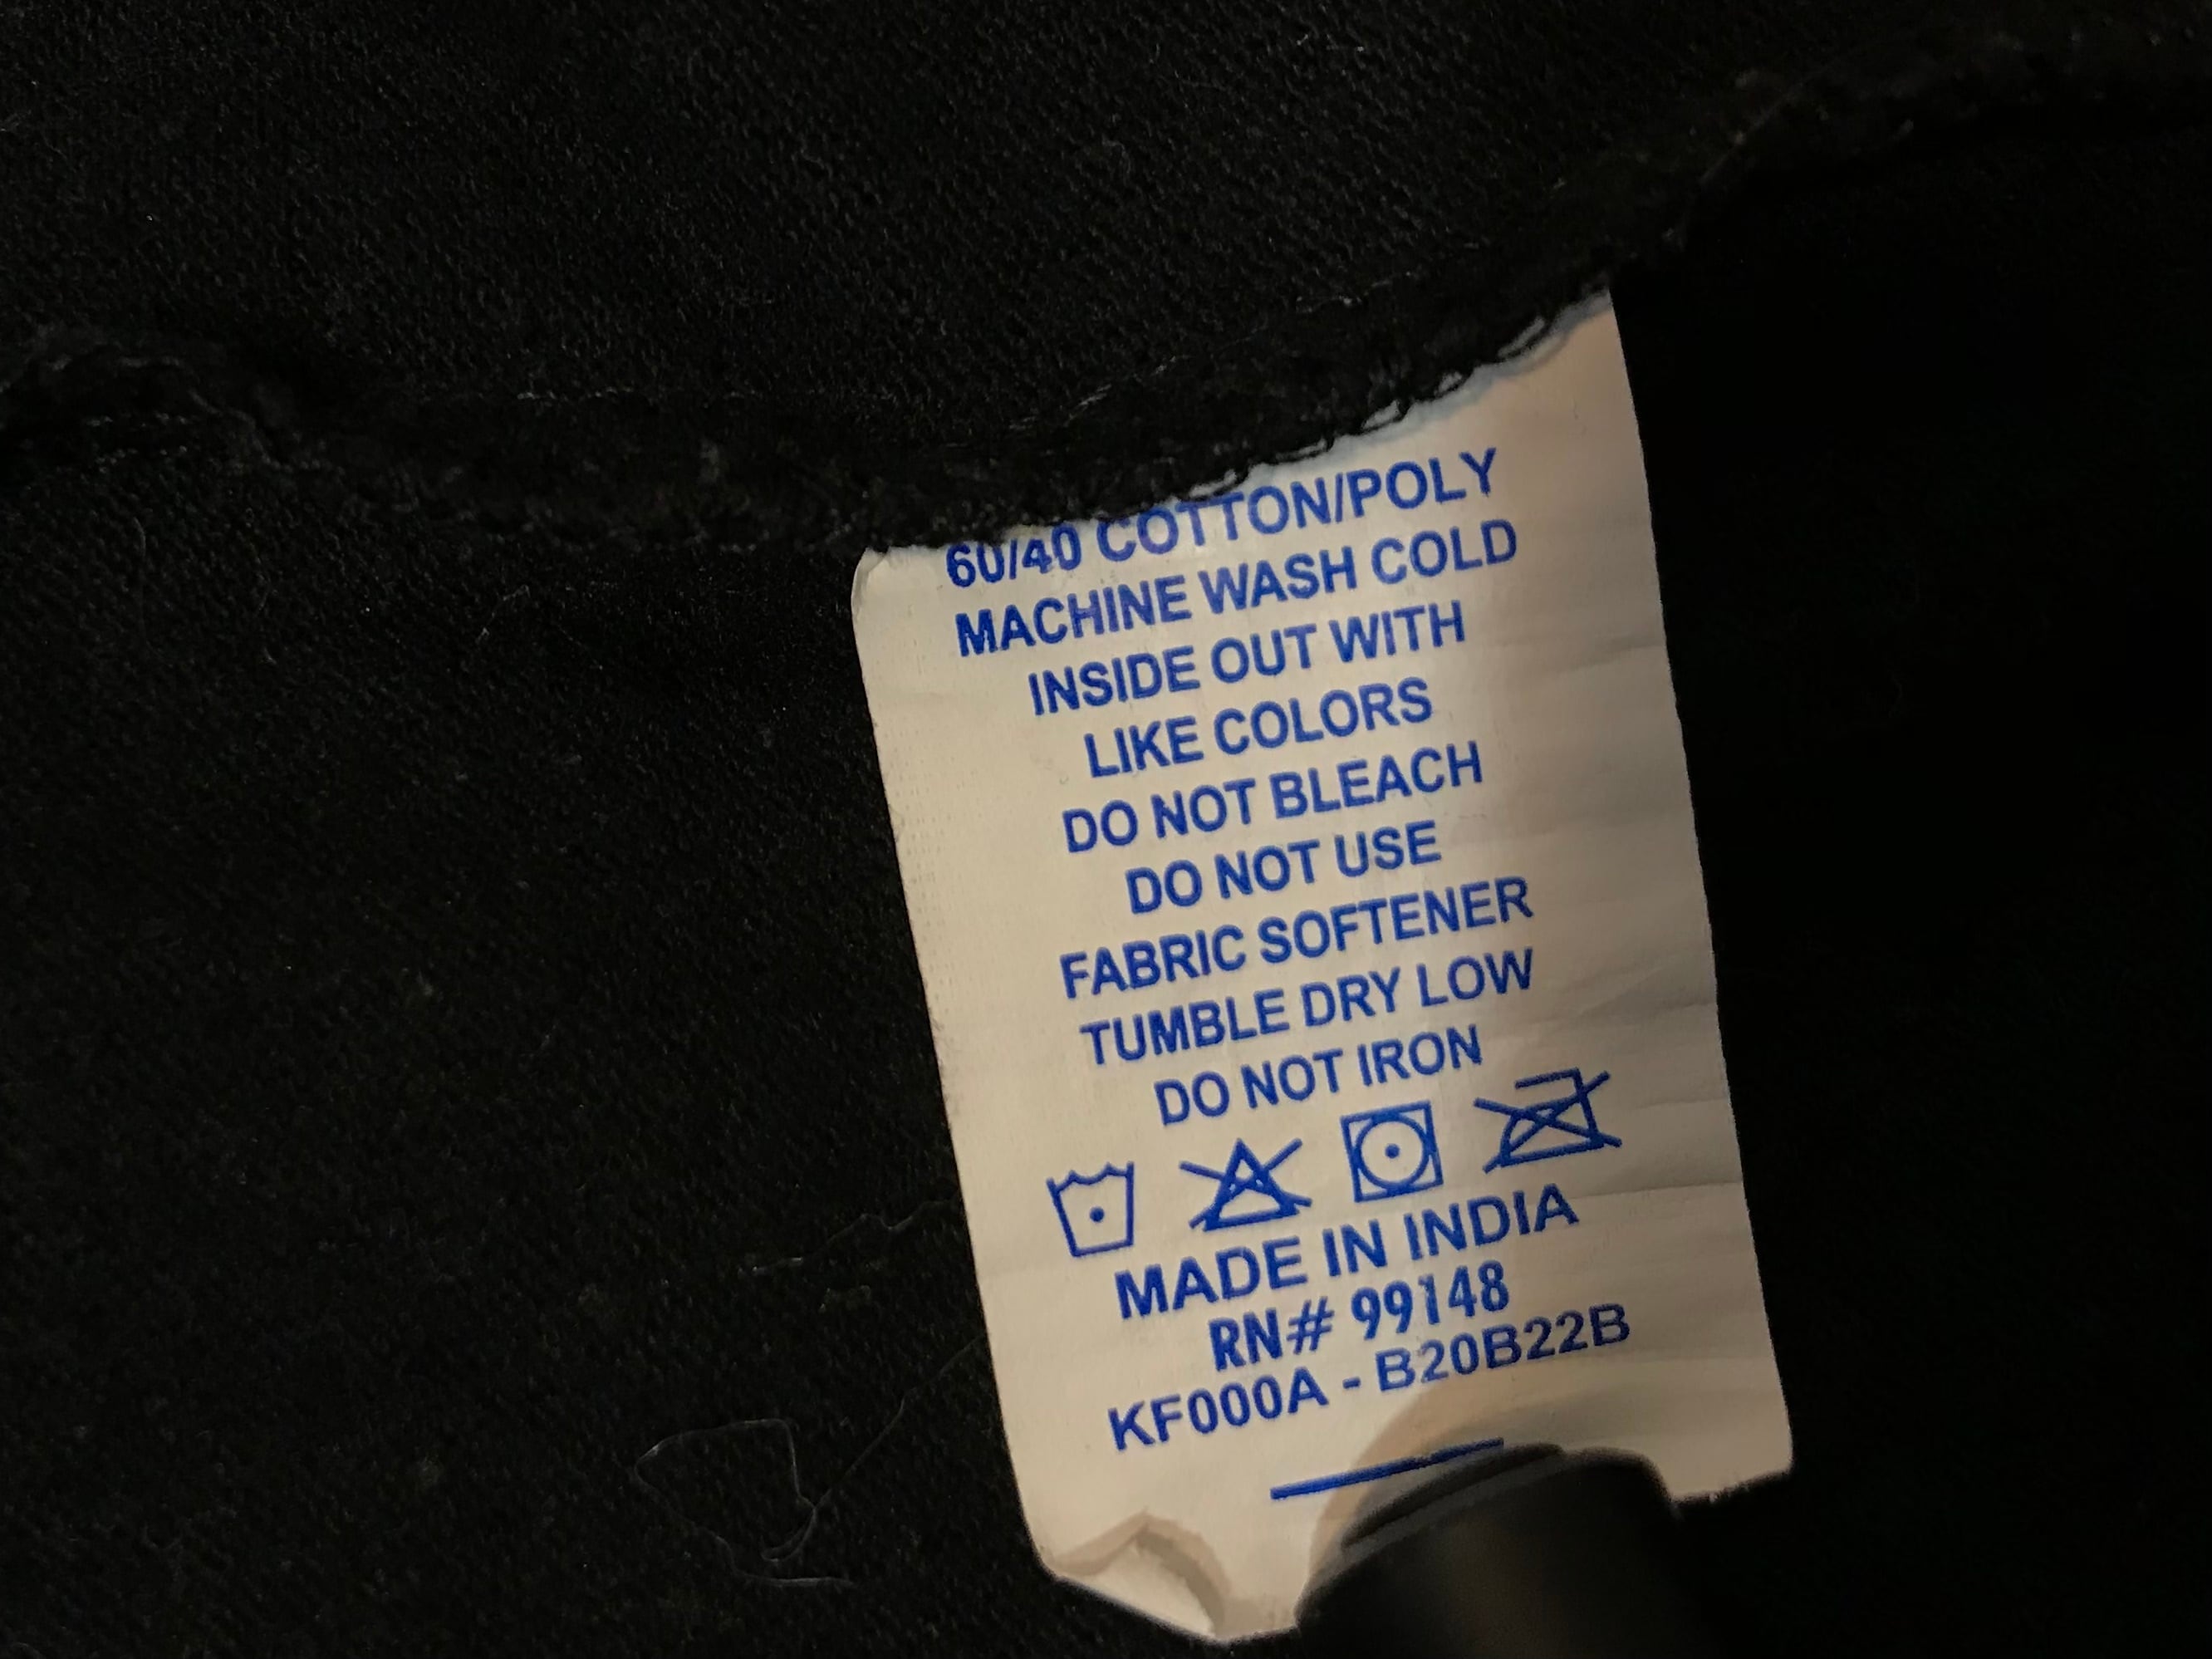 60/40 COTTON/POLY
MACHINE WASH COLD
INSIDE OUT WITH
LIKE COLORS
DO NOT BLEACH
DO NOT USE
FABRIC SOFTENER
TUMBLE DRY LOW
DO NOT IRON
MADE IN INDIA
RN# 99148
KF000A - B20B22B